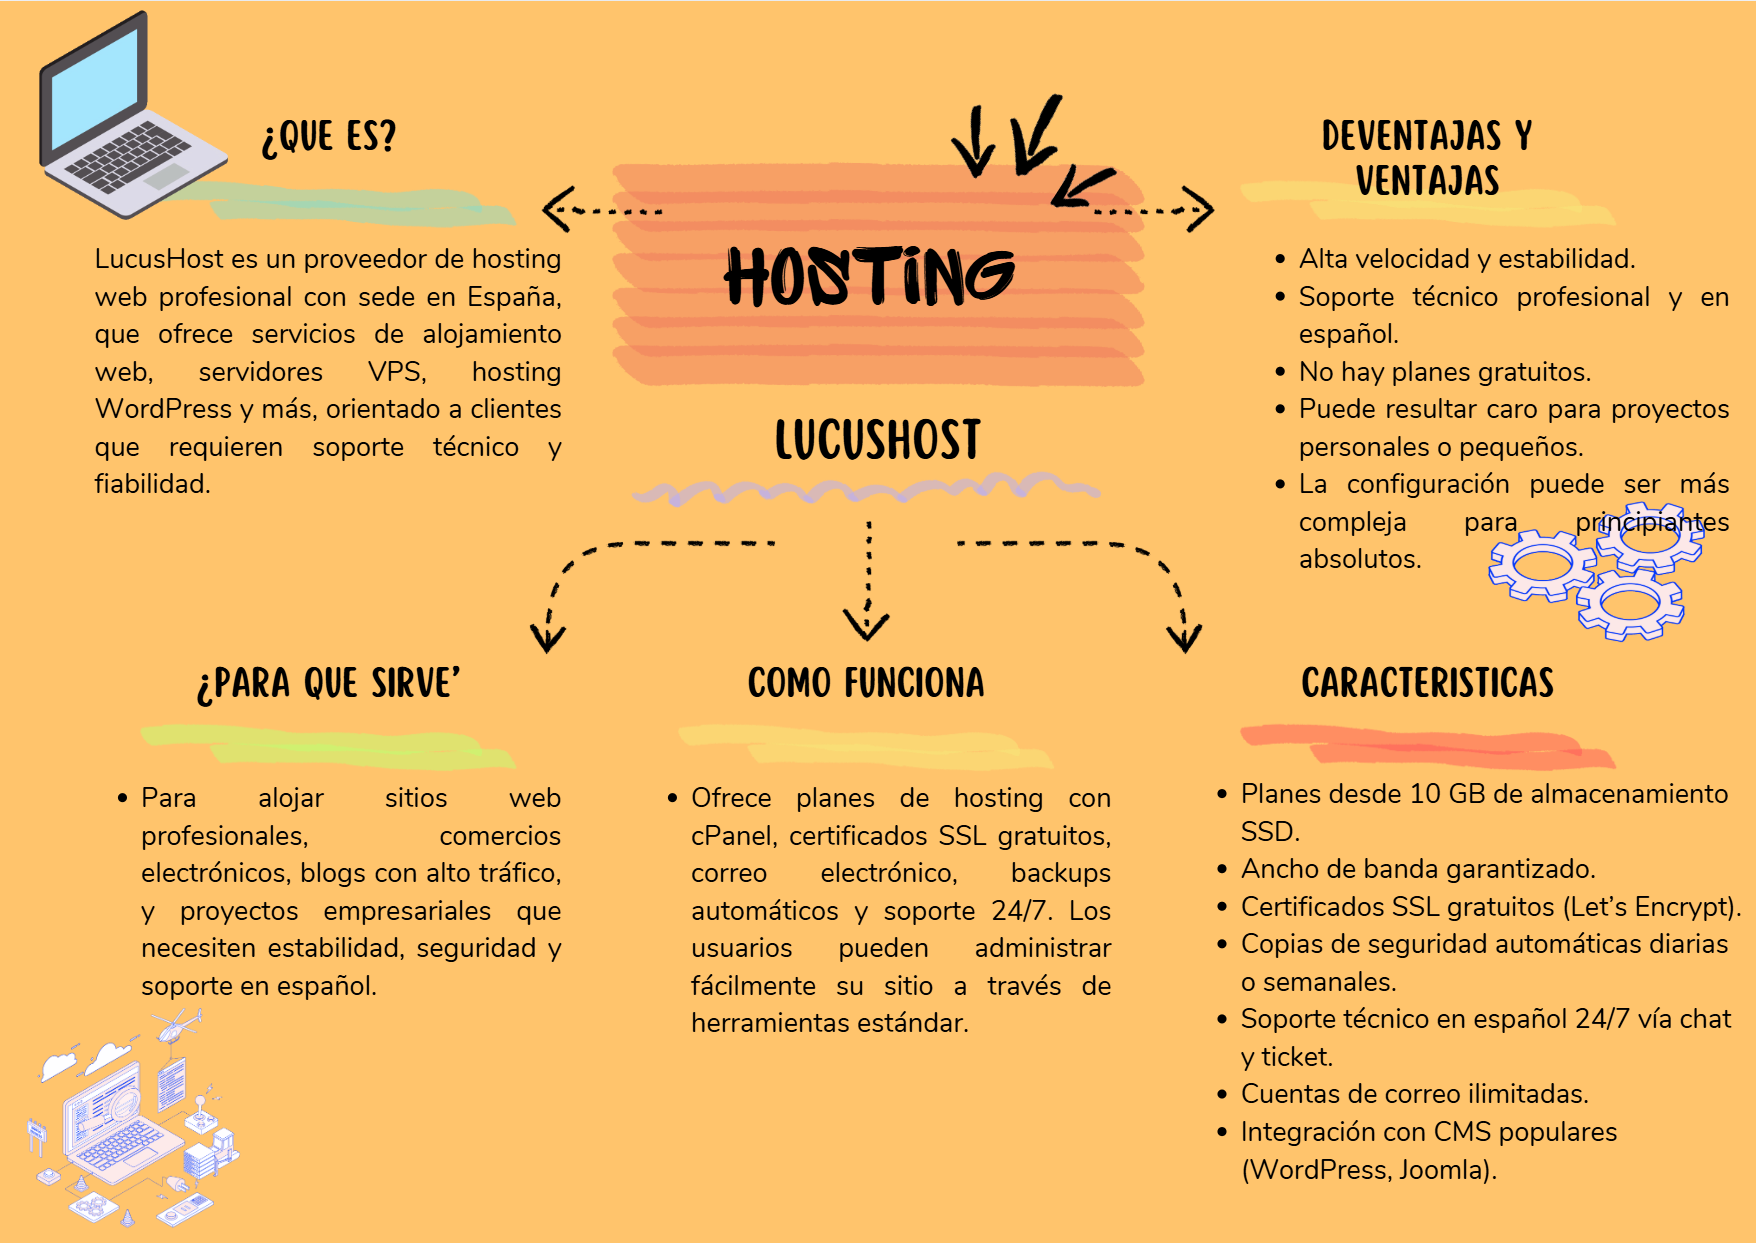 ¿QUE ES?
LucusHost es un proveedor de hosting
web profesional con sede en España,
que ofrece servicios de alojamiento
web, servidores VPS, hosting
WordPress y más, orientado a clientes
que requieren soporte técnico y
fiabilidad.
HOSTING
LUCUSHOST
DEVENTAJAS Y
VENTAJAS
• Alta velocidad y estabilidad.
• Soporte técnico profesional y en
español.
• No hay planes gratuitos.
• Puede resultar caro para proyectos
personales o pequeños.
• La configuración puede ser más
compleja para principiantes
absolutos.
¿PARA QUE SIRVE'
• Para alojar sitios web
profesionales, comercios
electrónicos, blogs con alto tráfico,
y proyectos empresariales que
necesiten estabilidad, seguridad y
soporte en español.
COMO FUNCIONA
• Ofrece planes de hosting con
cPanel, certificados SSL gratuitos,
correo electrónico, backups
automáticos y soporte 24/7. Los
usuarios pueden administrar
fácilmente su sitio a través de
herramientas estándar.
CARACTERISTICAS
• Planes desde 10 GB de almacenamiento
SSD.
• Ancho de banda garantizado.
• Certificados SSL gratuitos (Let's Encrypt).
• Copias de seguridad automáticas diarias
o semanales.
• Soporte técnico en español 24/7 vía chat
y ticket.
• Cuentas de correo ilimitadas.
• Integración con CMS populares
(WordPress, Joomla).